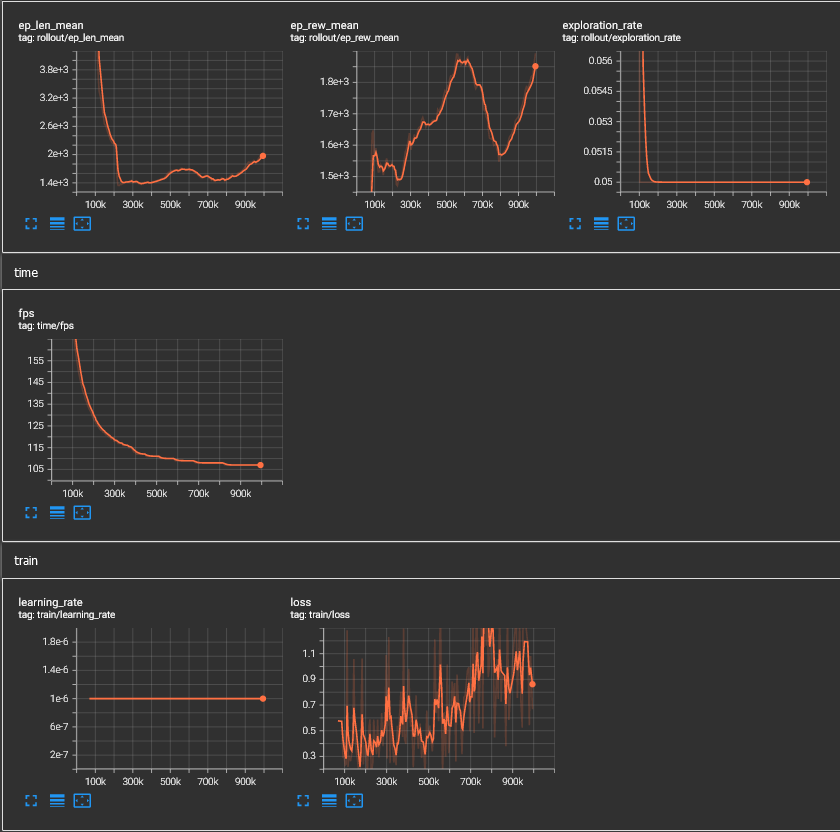 ep_len_mean
tag: rollout/ep_len_mean
3.8e+3
3.2e+3
2.6e+3
2e+3
1.4e+3
100k 300k 500k 700k 900k
ep_rew_mean
tag: rollout/ep_rew_mean
1.8e+3
1.7e+3
1.6e+3
1.5e+3
100k 300k 500k 700k 900k
exploration_rate
tag: rollout/exploration_rate
0.056
0.0545
0.053
0.0515
0.05
100k 300k 500k 700k 900k
time
fps
tag: time/fps
155
145
135
125
115
105
100k 300k 500k 700k 900k
train
learning_rate
tag: train/learning_rate
1.8e-6
1.4e-6
1e-6
6e-7
2e-7
100k 300k 500k 700k 900k
loss
tag: train/loss
1.1
0.9
0.7
0.5
0.3
100k 300k 500k 700k 900k